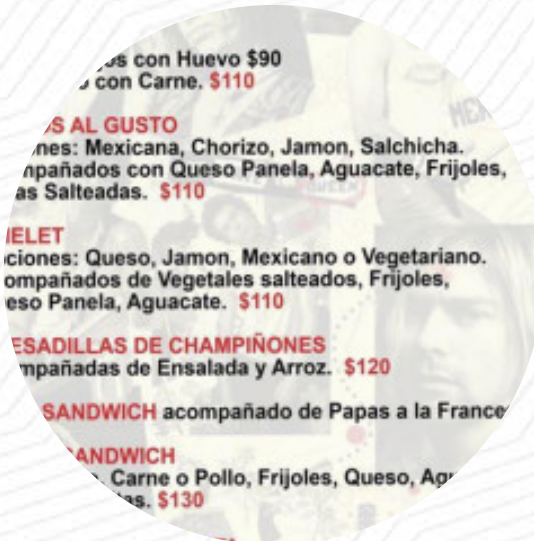 con Huevo $90
con Carne. $110
AL GUSTO
Mexicana, Chorizo, Jamon, Salchicha.
con Queso Panela, Aguacate, Frijoles,
Salteadas. $110
Queso, Jamon, Mexicano o Vegetariano.
de Vegetales salteados, Frijoles,
Panela, Aguacate. $110
DE CHAMPIÑONES
de Ensalada y Arroz. $120
SANDWICH acompañado de Papas a la
SANDWICH
Carne o Pollo, Frijoles, Queso,
$130
QUEEN